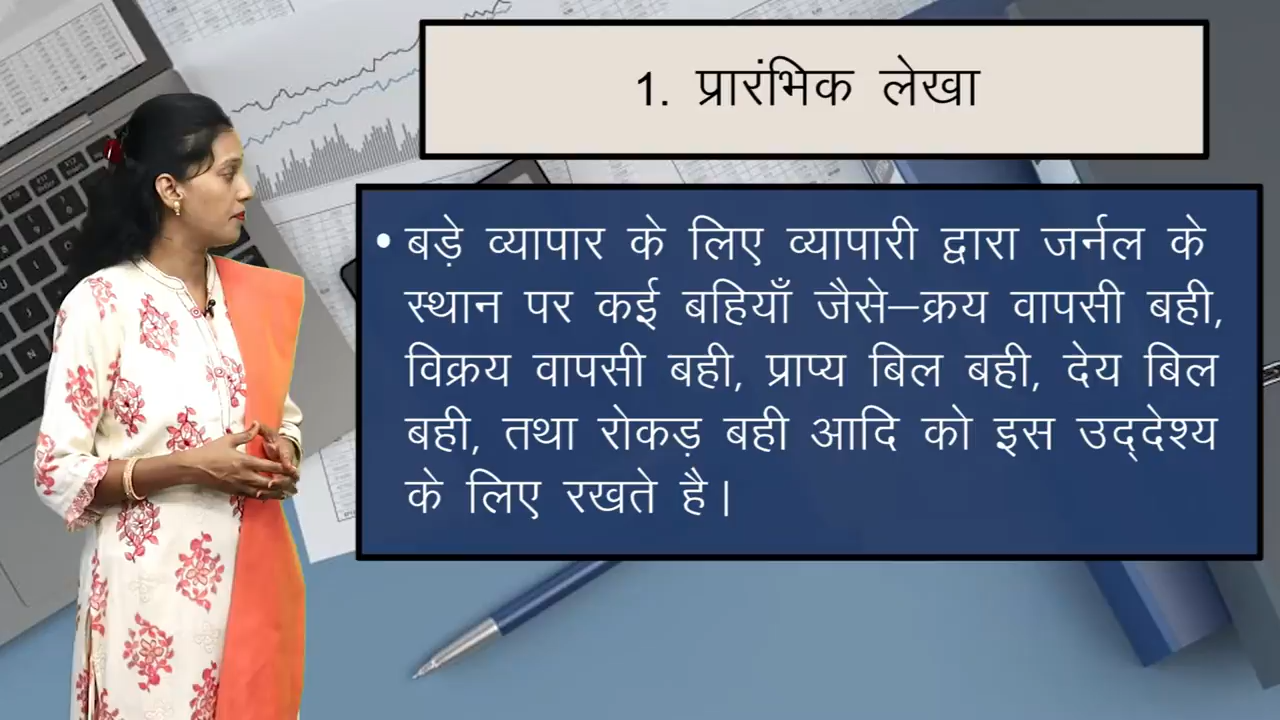 1. प्रारंभिक लेखा
• बड़े व्यापार के लिए व्यापारी द्वारा जर्नल के
स्थान पर कई बहियाँ जैसे–क्रय वापसी बही,
विक्रय वापसी बही, प्राप्य बिल बही, देय बिल
बही, तथा रोकड़ बही आदि को इस उद्देश्य
के लिए रखते है।